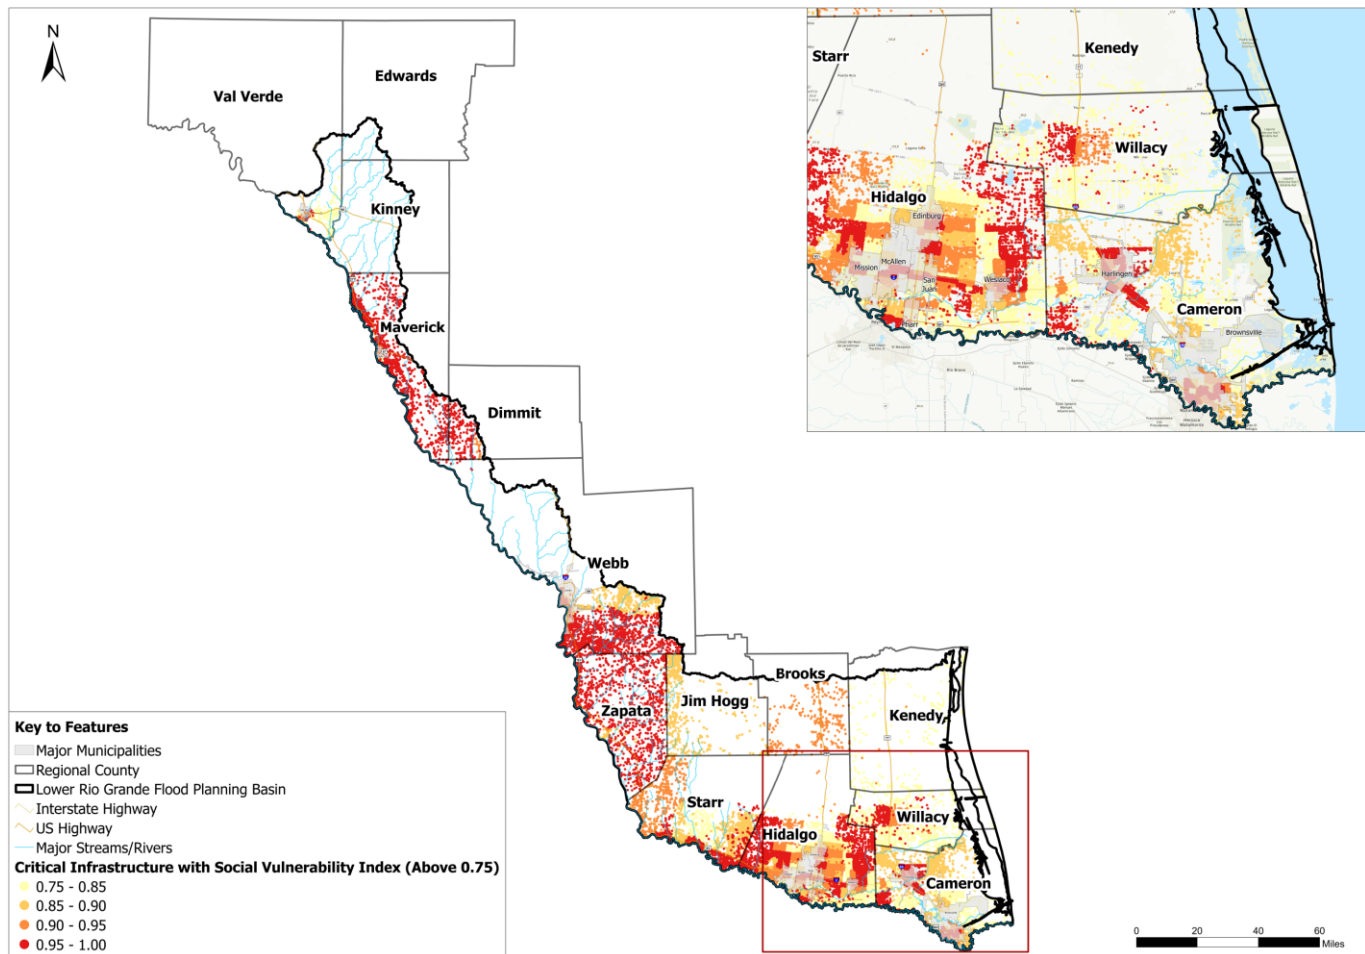 N
Val Verde
Edwards
Kinney
Maverick
Dimmit
Webb
Zapata
Jim Hogg
Brooks
Kenedy
Starr
Hidalgo
Willacy
Cameron
Starr
Kenedy
Willacy
Hidalgo
Edinburg
McAllen
Mission
San
Juan
Weslaco
Pharr
Harlingen
Cameron
Brownsville
Key to Features
Major Municipalities
Regional County
Lower Rio Grande Flood Planning Basin
Interstate Highway
US Highway
Major Streams/Rivers
Critical Infrastructure with Social Vulnerability Index (Above 0.75)
0.75 - 0.85
0.85 - 0.90
0.90 - 0.95
0.95 - 1.00
0 20 40 60
Miles